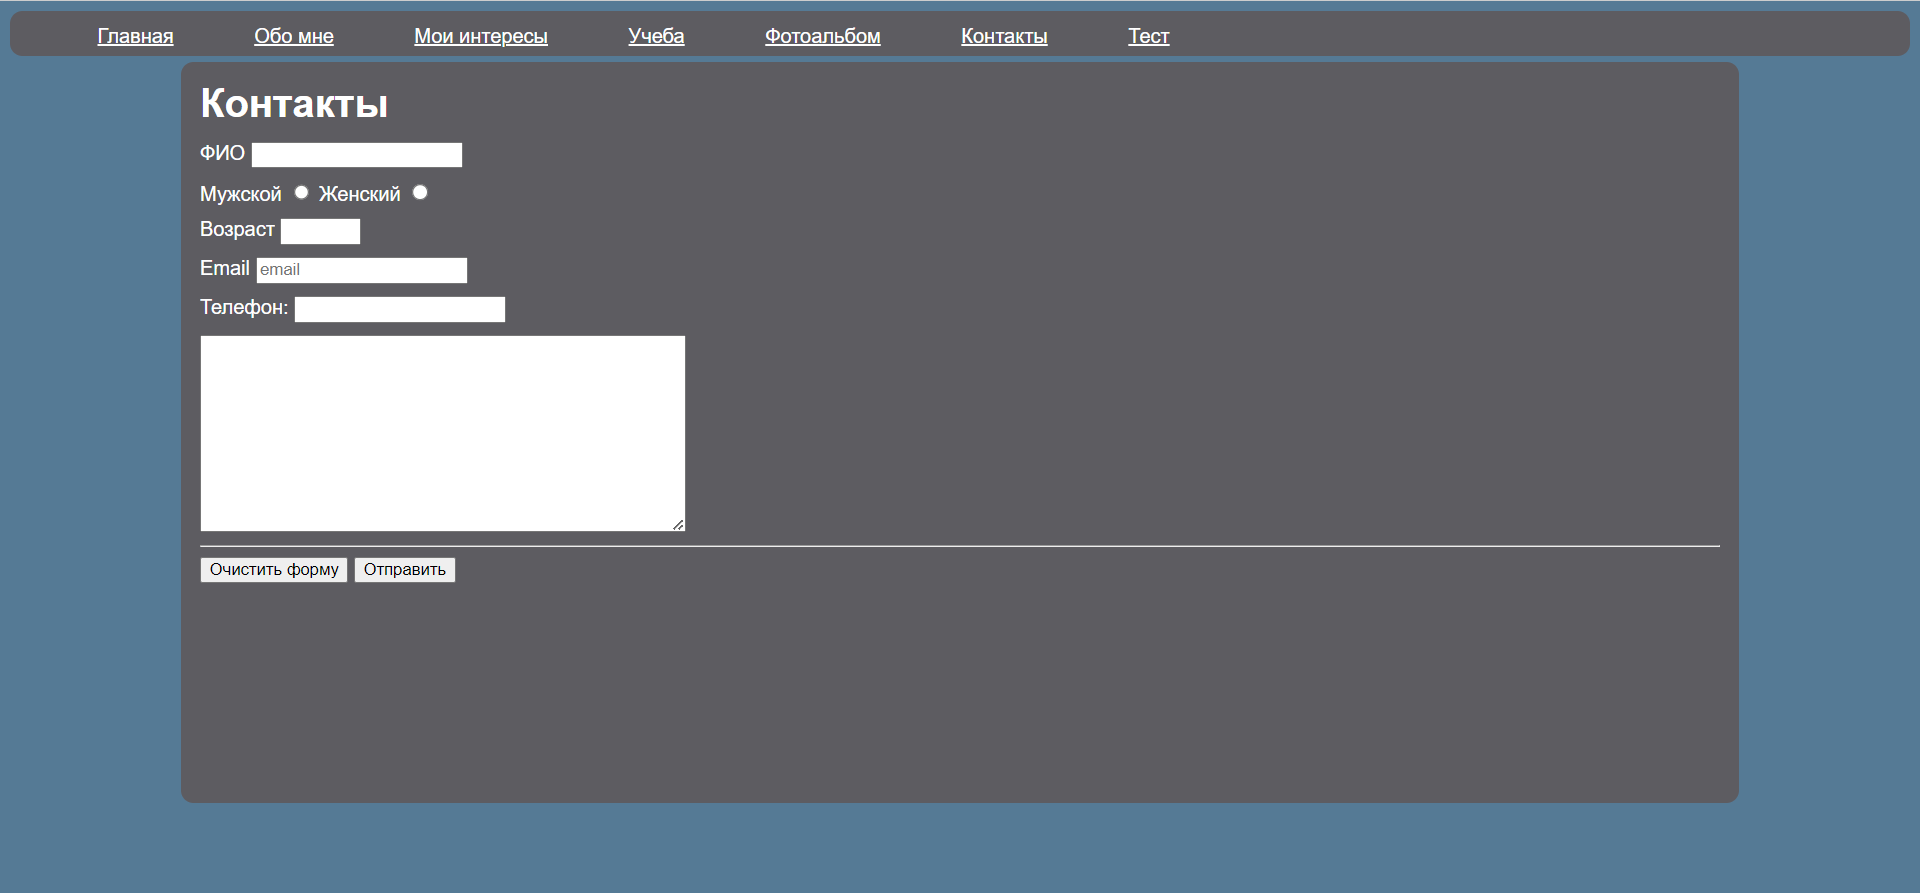 Главная Обо мне Мои интересы Учеба Фотоальбом Контакты Тест
Контакты
ФИО
Мужской Женский
Возраст
Email email
Телефон:
Очистить форму Отправить